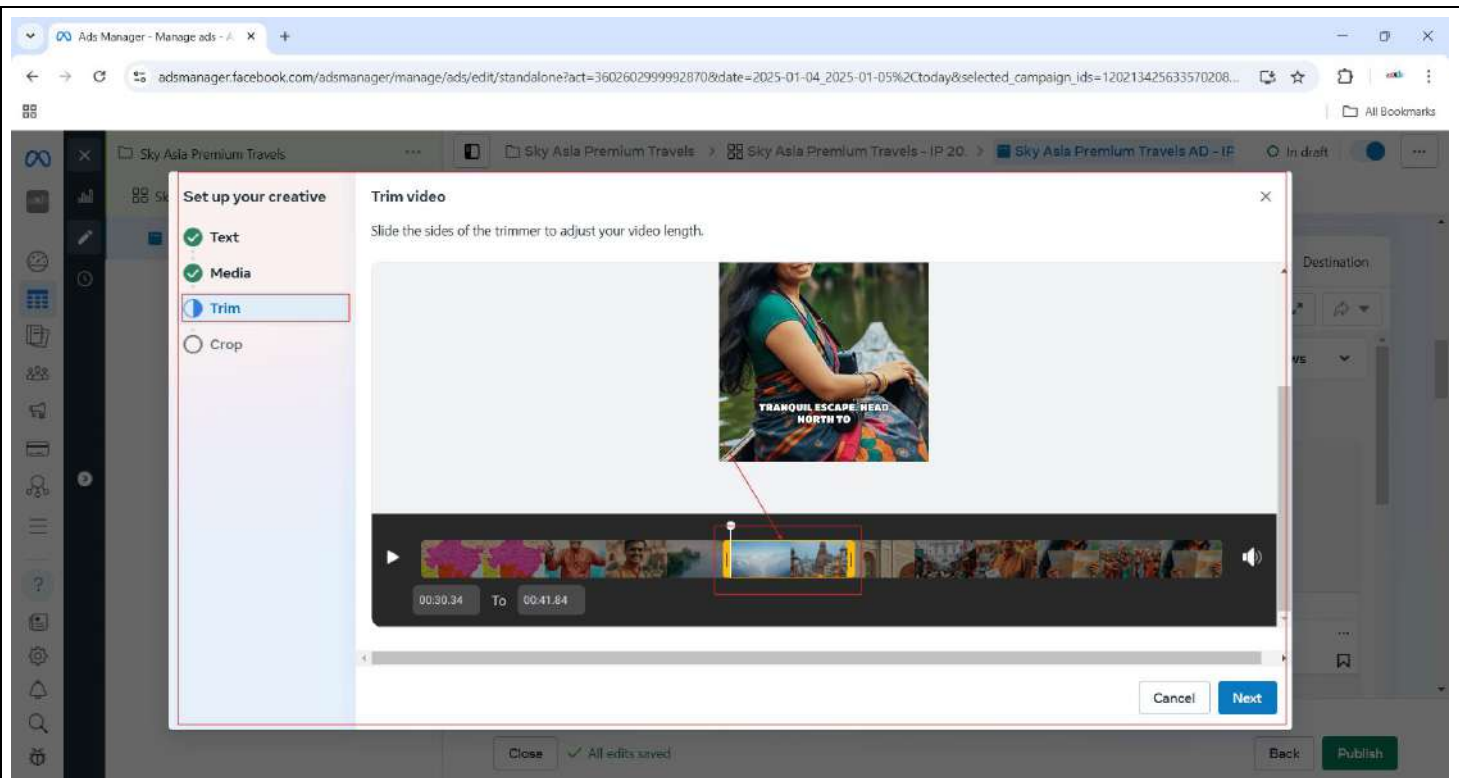 Ads Manager - Manage ads - A
adsmanager.facebook.com/adsmanager/manage/ads/edit/standalone?act=360260299999928708&date=2025-01-04_2025-01-05%2Ctoday&selected_campaign_ids=120213425633570208...
All Bookmarks
Sky Asia Premium Travels
Sky Asia Premium Travels > Sky Asia Premium Travels - IP 20. > Sky Asia Premium Travels AD - IP
In draft
Sk
Set up your creative
Text
Media
Trim
Crop
Trim video
Slide the sides of the trimmer to adjust your video length.
TRANQUIL ESCAPE. HEAD
NORTH TO
00:30.34 To 00:41.84
Destination
ws
Cancel
Next
Close
All edits saved
Back
Publish